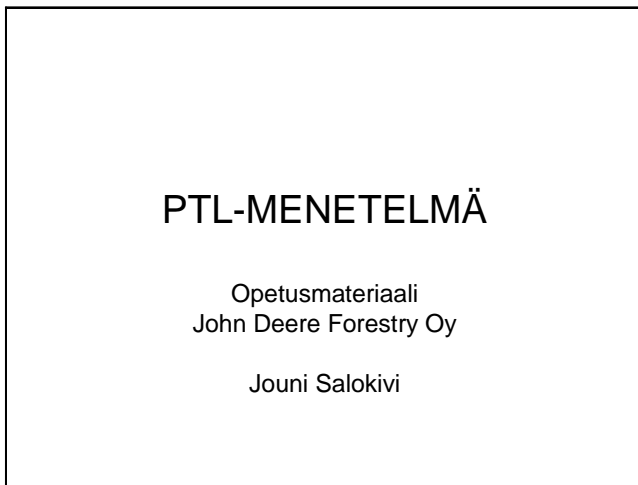 PTL-MENETELMÄ
Opetusmateriaali
John Deere Forestry Oy
Jouni Salokivi